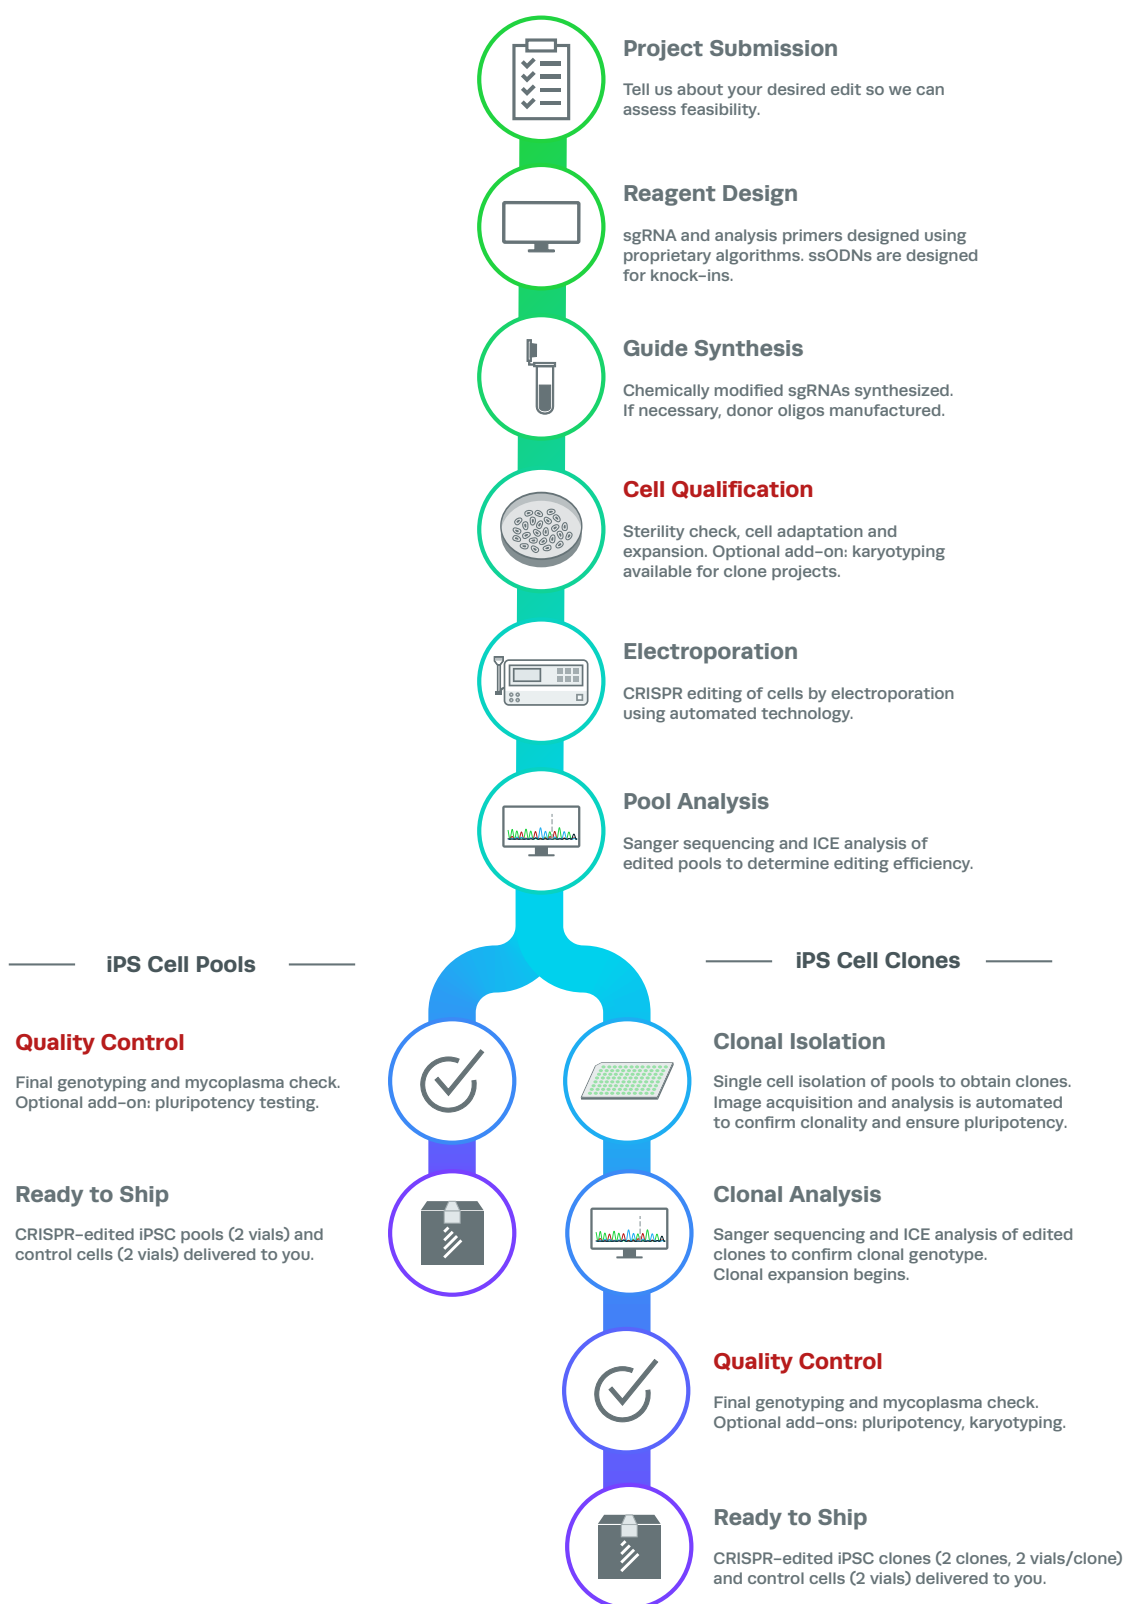 Project Submission
Tell us about your desired edit so we can
assess feasibility.
Reagent Design
sgRNA and analysis primers designed using
proprietary algorithms. ssODNs are designed
for knock-ins.
Guide Synthesis
Chemically modified sgRNAs synthesized.
If necessary, donor oligos manufactured.
Cell Qualification
Sterility check, cell adaptation and
expansion. Optional add-on: karyotyping
available for clone projects.
Electroporation
CRISPR editing of cells by electroporation
using automated technology.
Pool Analysis
Sanger sequencing and ICE analysis of
edited pools to determine editing efficiency.
iPS Cell Pools
Quality Control
Final genotyping and mycoplasma check.
Optional add-on: pluripotency testing.
Ready to Ship
CRISPR-edited iPSC pools (2 vials) and
control cells (2 vials) delivered to you.
iPS Cell Clones
Clonal Isolation
Single cell isolation of pools to obtain clones.
Image acquisition and analysis is automated
to confirm clonality and ensure pluripotency.
Clonal Analysis
Sanger sequencing and ICE analysis of edited
clones to confirm clonal genotype.
Clonal expansion begins.
Quality Control
Final genotyping and mycoplasma check.
Optional add-ons: pluripotency, karyotyping.
Ready to Ship
CRISPR-edited iPSC clones (2 clones, 2 vials/clone)
and control cells (2 vials) delivered to you.